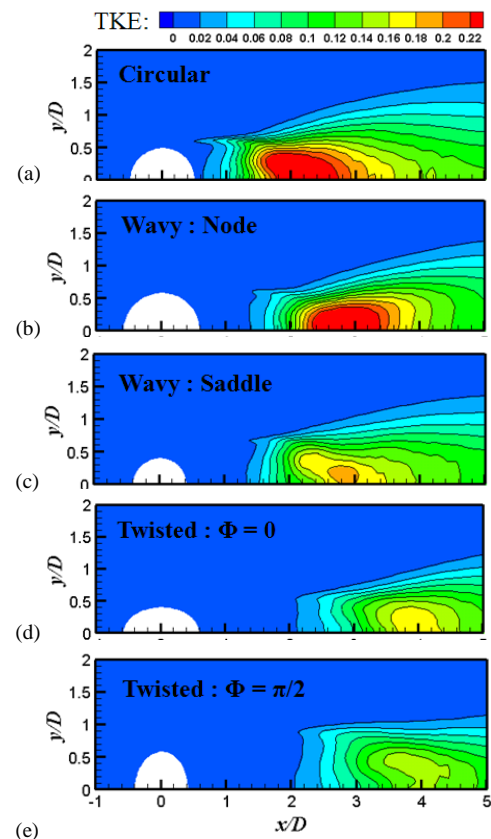 TKE: 0 0.02 0.04 0.06 0.08 0.1 0.12 0.14 0.16 0.18 0.2 0.22
2
1.5
1
0.5
0
y/D
Circular
(a)
2
1.5
1
0.5
0
y/D
Wavy : Node
(b)
2
1.5
1
0.5
0
y/D
Wavy : Saddle
(c)
2
1.5
1
0.5
0
y/D
Twisted : Φ = 0
(d)
2
1.5
1
0.5
0
y/D
Twisted : Φ = π/2
(e)
-1 0 1 2 3 4 5
x/D